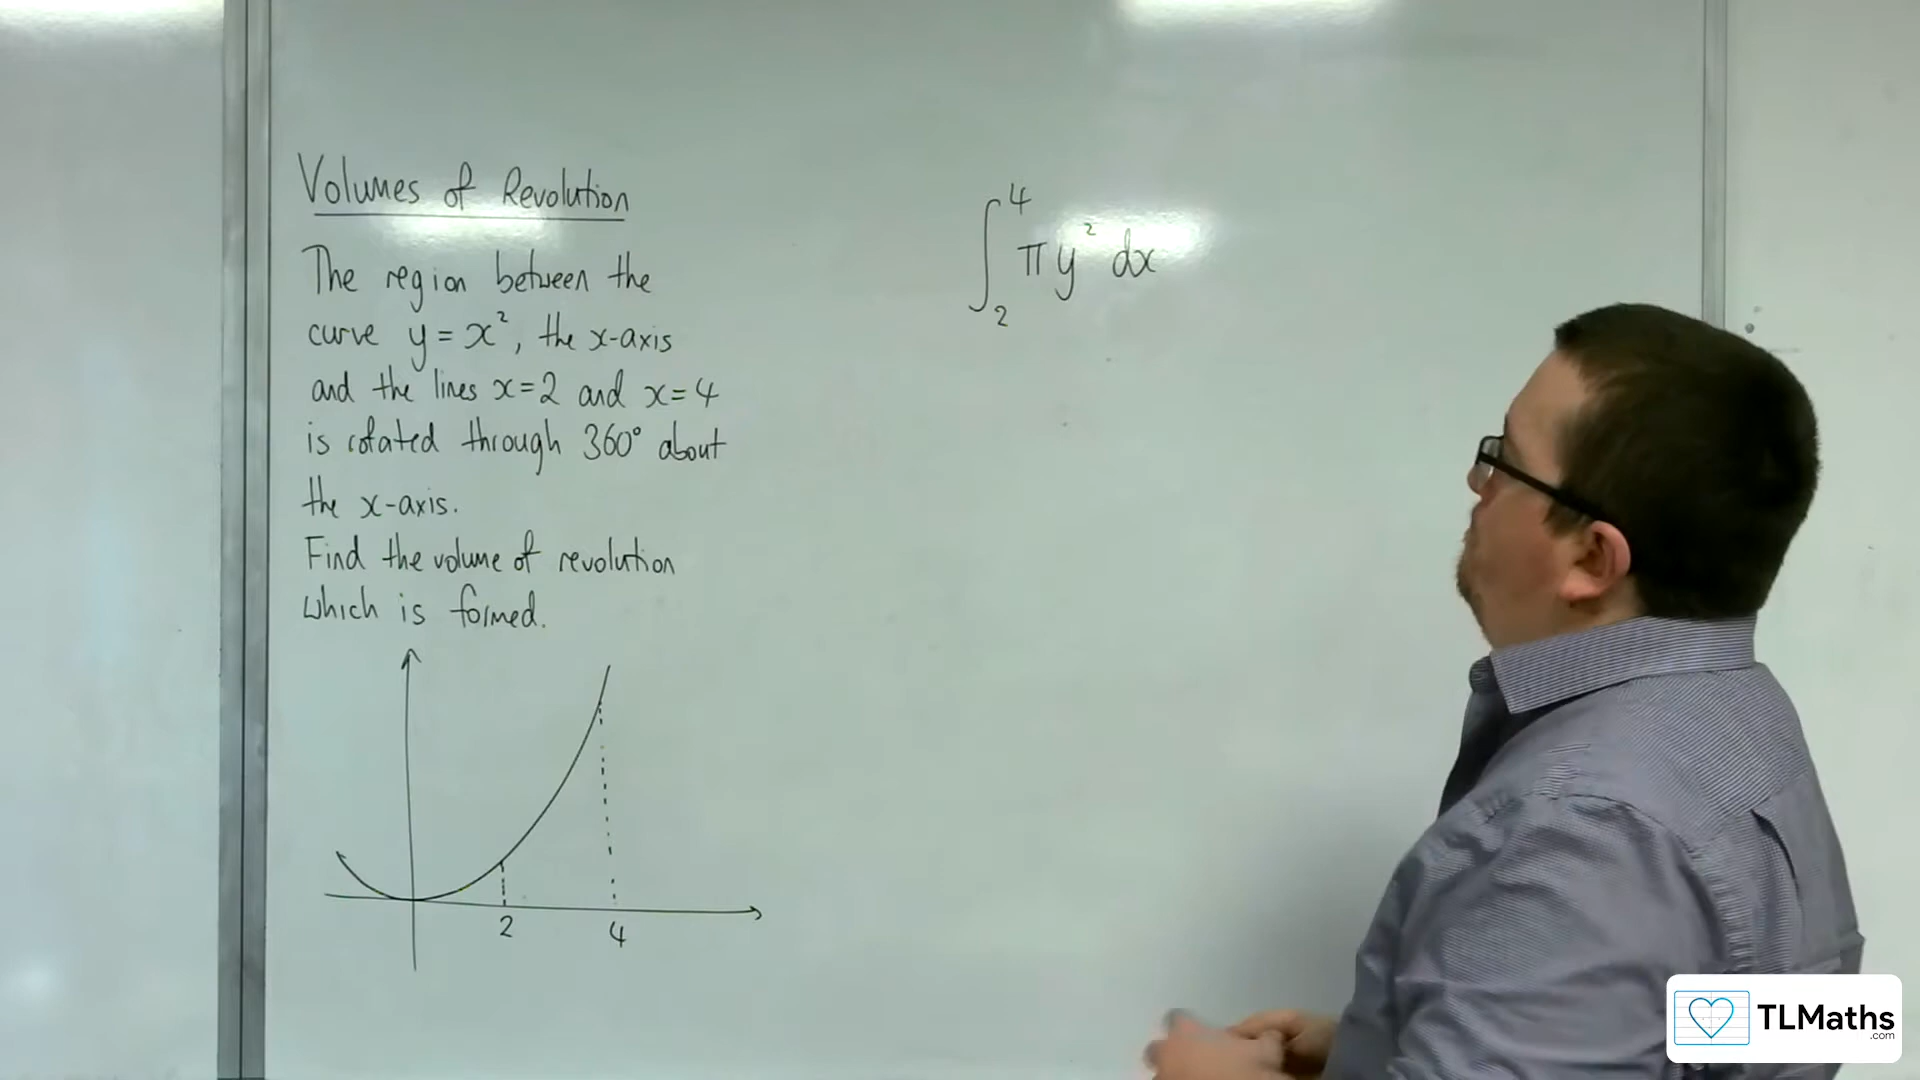 Volumes of Revolution
The region between the
curve y = x², the x-axis
and the lines x=2 and x=4
is rotated through 360° about
the x-axis.
Find the volume of revolution
which is formed.
2 4
∫₂⁴ π y² dx
TLMaths
.com